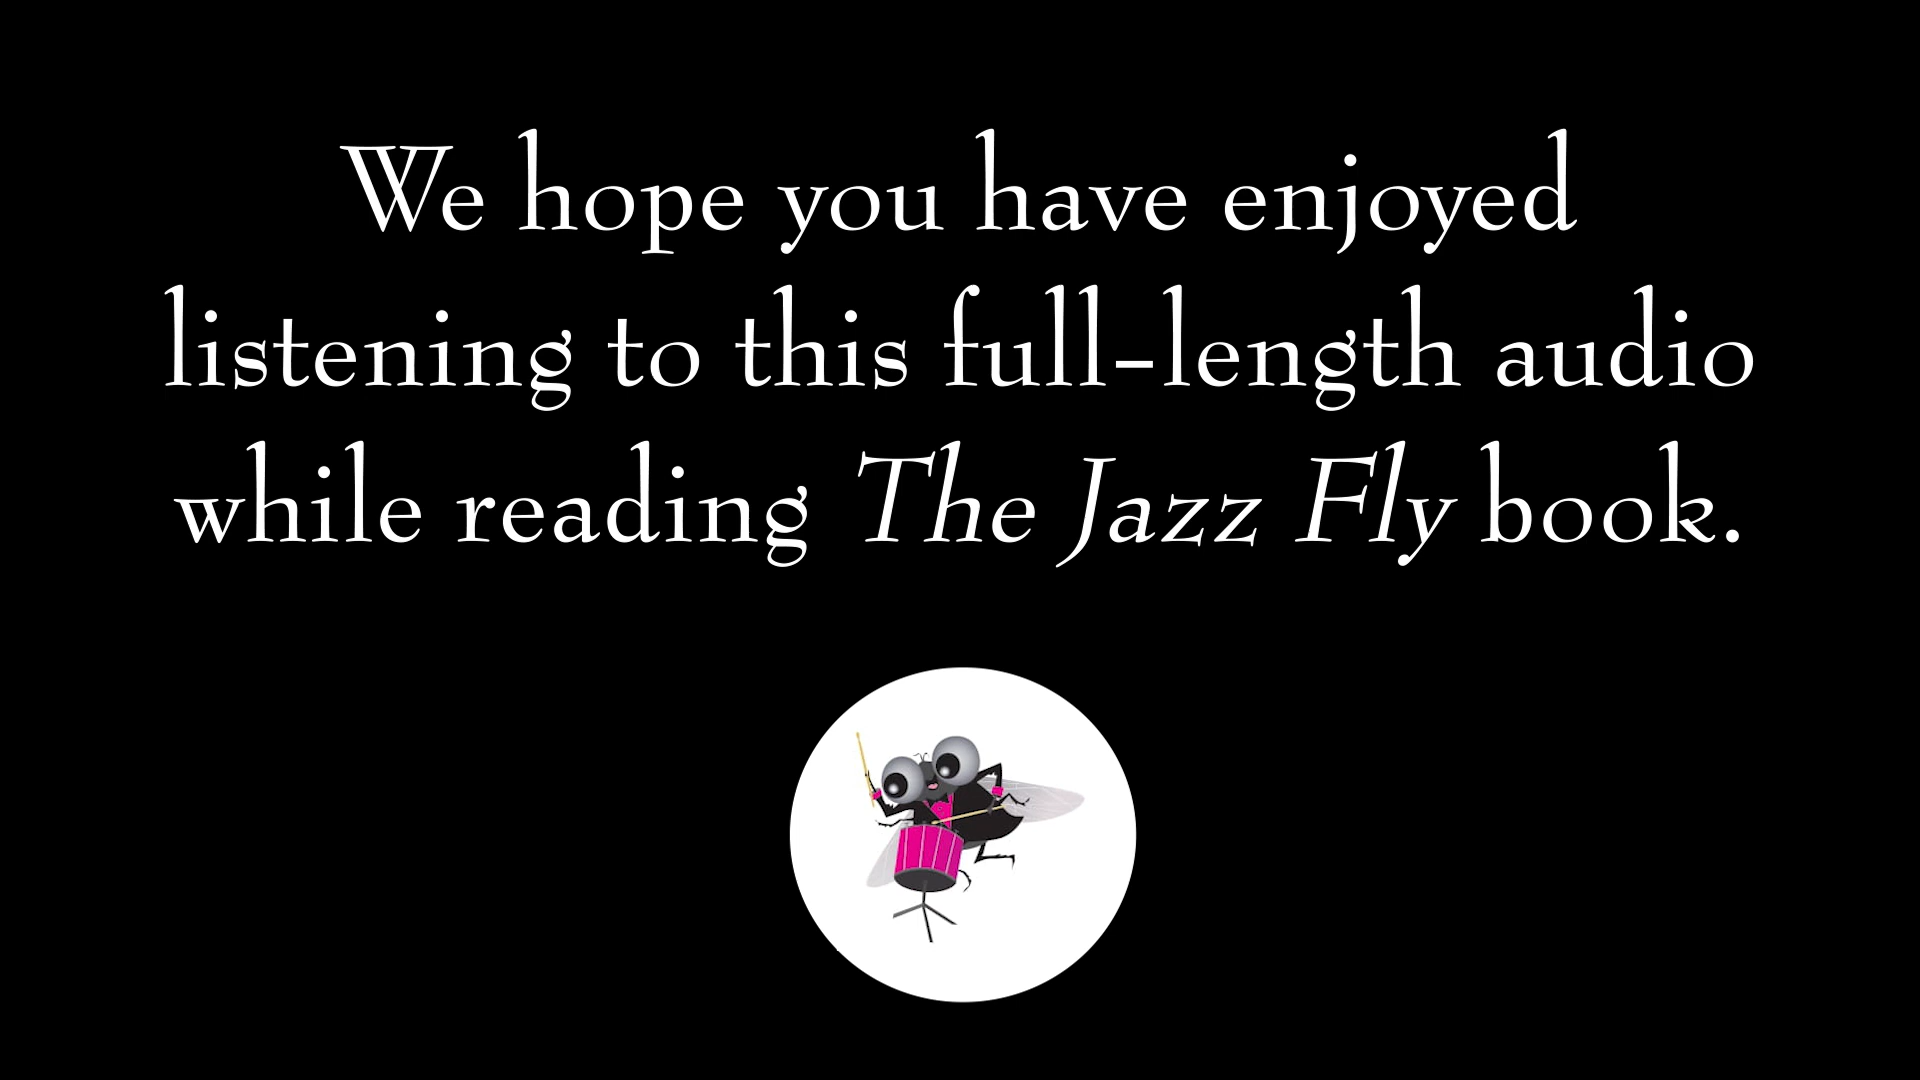 We hope you have enjoyed
listening to this full-length audio
while reading The Jazz Fly book.